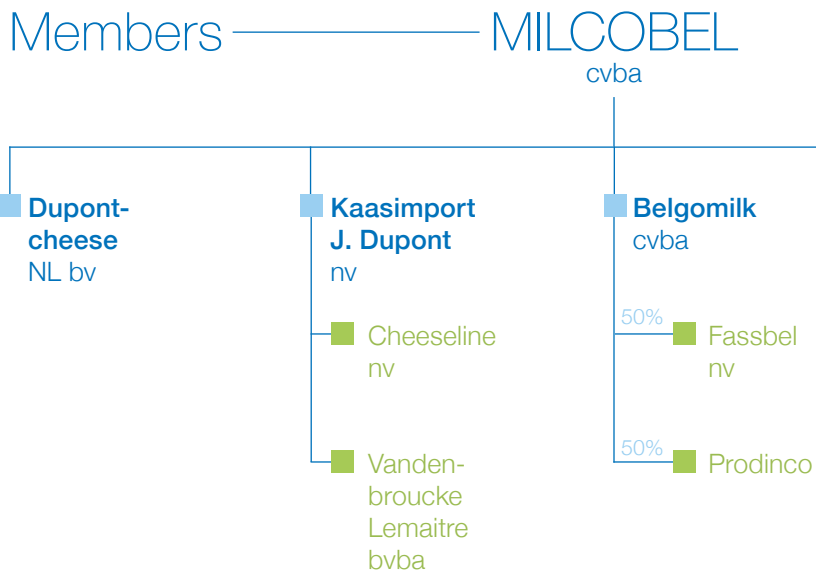 Members
MILCOBEL
cvba
Dupont-
cheese
NL bv
Kaasimport
J. Dupont
nv
Cheeseline
nv
Vanden-
broucke
Lemaitre
bvba
Belgomilk
cvba
50%
Fassbel
nv
50%
Prodinco